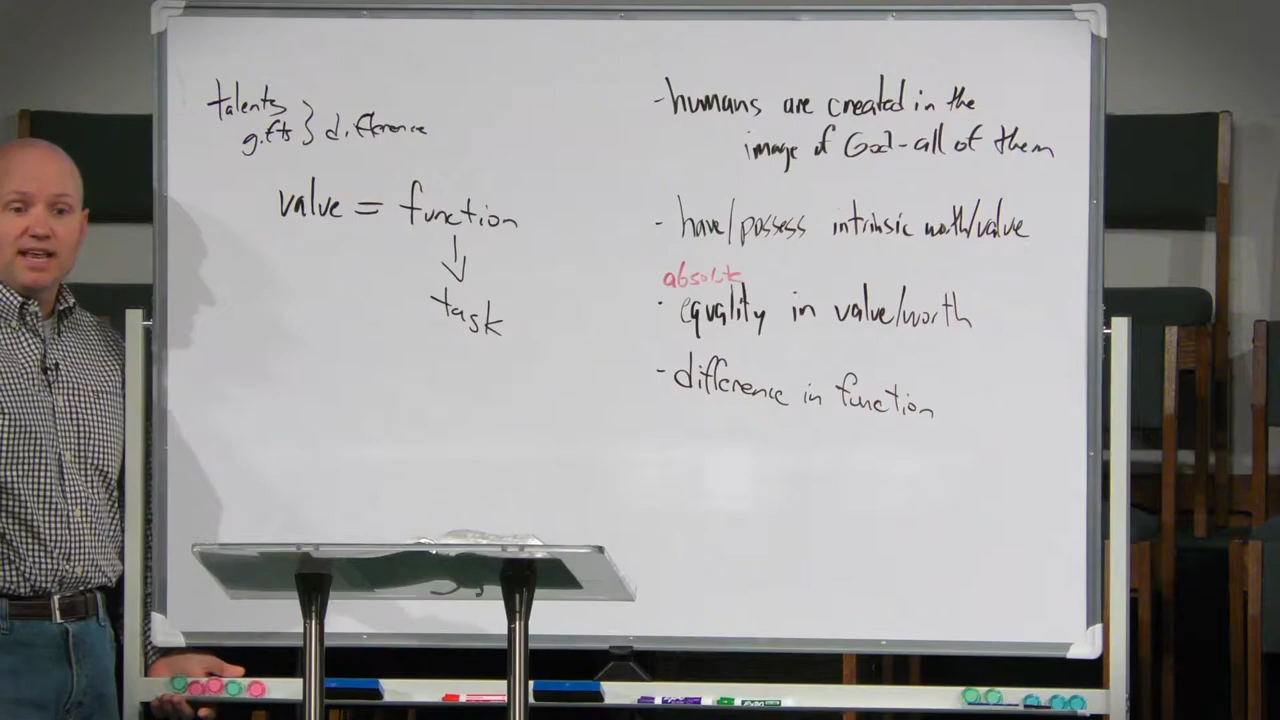 talents
gifts } difference
value = function
↓
task
- humans are created in the
image of God - all of them
- have/possess intrinsic worth/value
absolute
- equality in value/worth
- difference in function